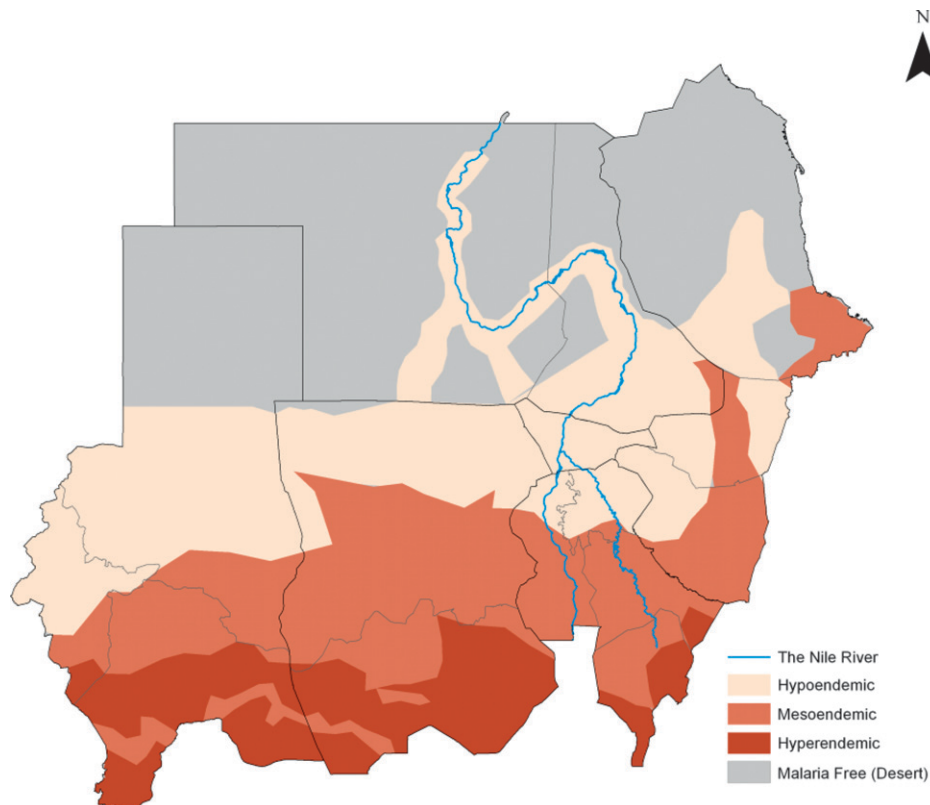 N
The Nile River
Hypoendemic
Mesoendemic
Hyperendemic
Malaria Free (Desert)